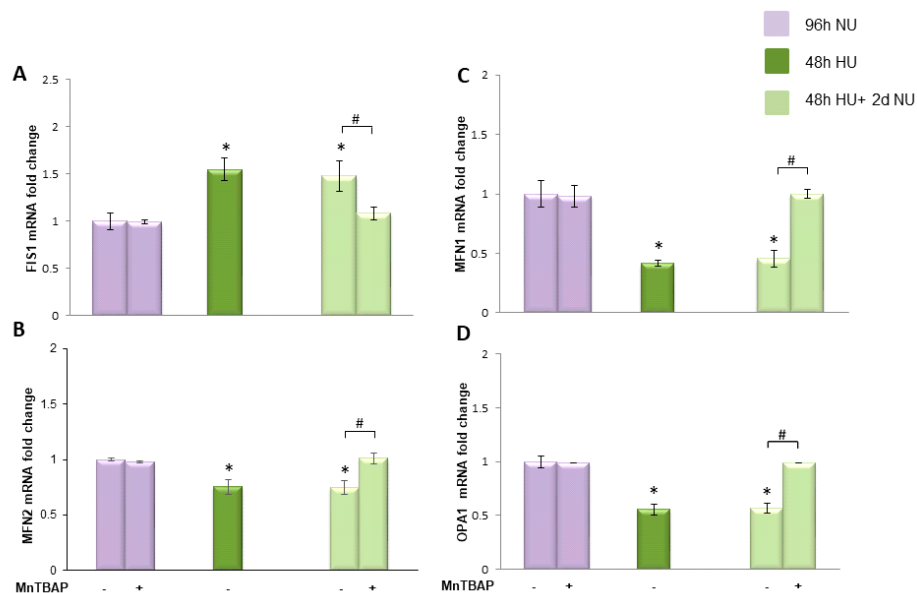 96h NU
48h HU
48h HU+ 2d NU
A
FIS1 mRNA fold change
2.5
2
1.5
1
0.5
0
*
*
#
C
MFN1 mRNA fold change
2
1.5
1
0.5
0
*
*
#
B
MFN2 mRNA fold change
2
1.5
1
0.5
0
*
*
#
MnTBAP - + - - +
D
OPA1 mRNA fold change
2
1.5
1
0.5
0
*
*
#
MnTBAP - + - - +